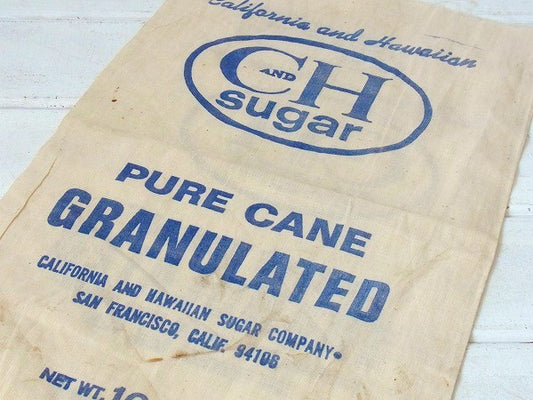 California and Hawaiian
C AND H
sugar
PURE CANE
GRANULATED
CALIFORNIA AND HAWAIIAN SUGAR COMPANY•
SAN FRANCISCO, CALIF. 94106
NET WT. 10